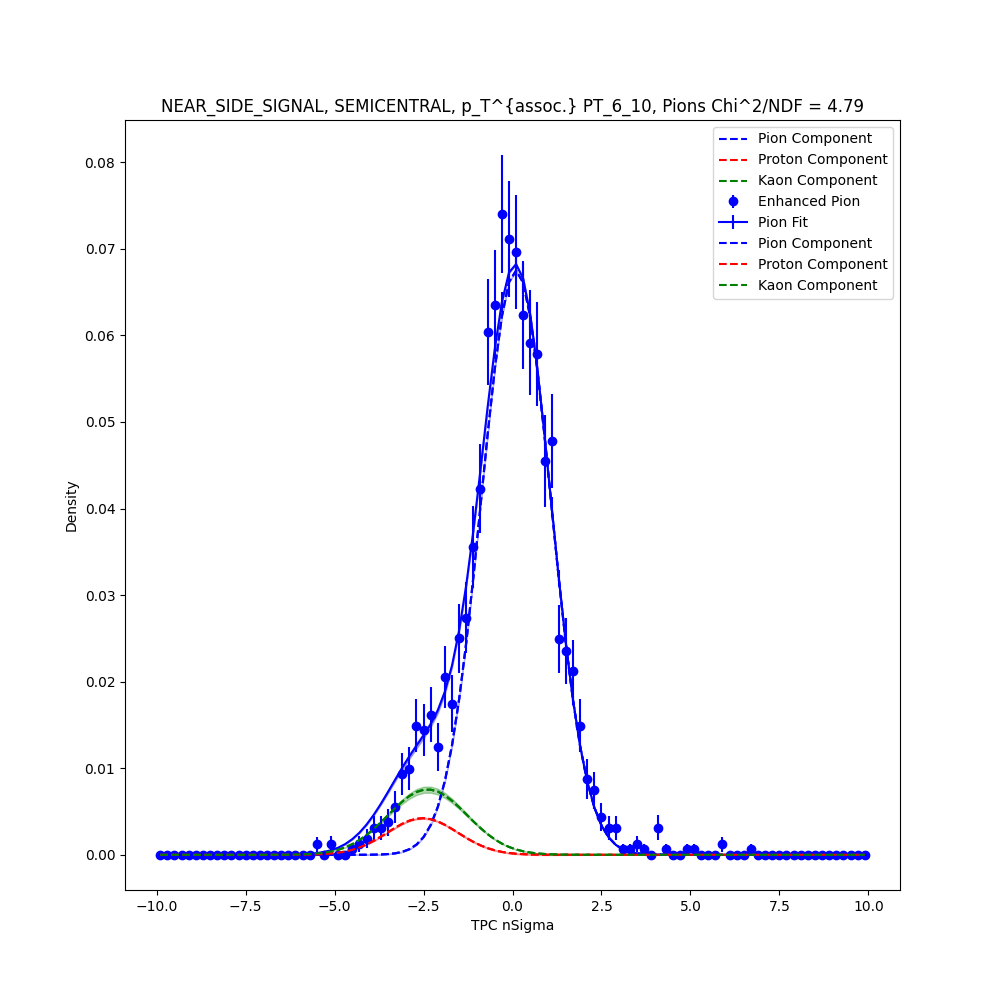 NEAR_SIDE_SIGNAL, SEMICENTRAL, p_T^{assoc.} PT_6_10, Pions Chi^2/NDF = 4.79
Pion Component
Proton Component
Kaon Component
Enhanced Pion
Pion Fit
Pion Component
Proton Component
Kaon Component
Density
0.08
0.07
0.06
0.05
0.04
0.03
0.02
0.01
0.00
−10.0 −7.5 −5.0 −2.5 0.0 2.5 5.0 7.5 10.0
TPC nSigma